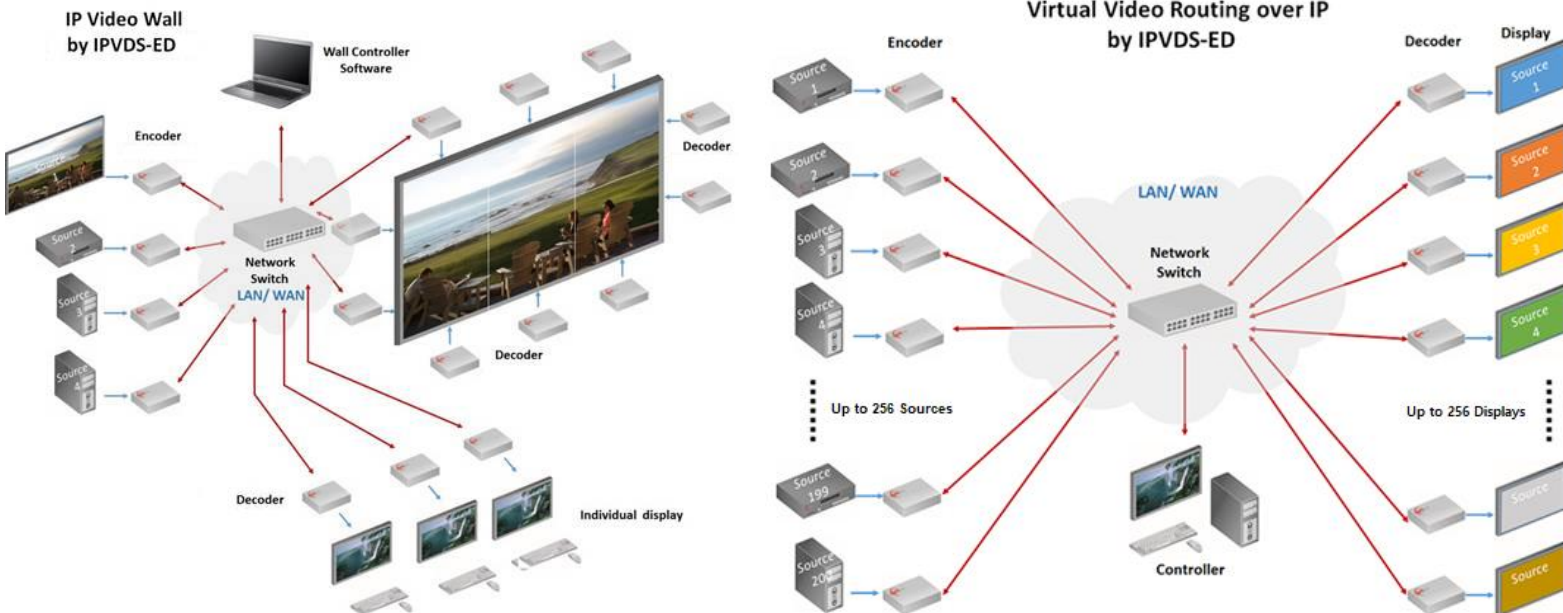 IP Video Wall
by IPVDS-ED
Wall Controller
Software
Encoder
Decoder
Source
2
Network
Switch
LAN/ WAN
Source
3
Source
4
Decoder
Decoder
Individual display
Virtual Video Routing over IP
by IPVDS-ED
Encoder
Decoder
Display
Source
1
Source
1
Source
2
Source
2
LAN/ WAN
Source
3
Source
3
Network
Switch
Source
4
Source
4
Up to 256 Sources
Up to 256 Displays
Source
199
Source
Source
Source
Controller